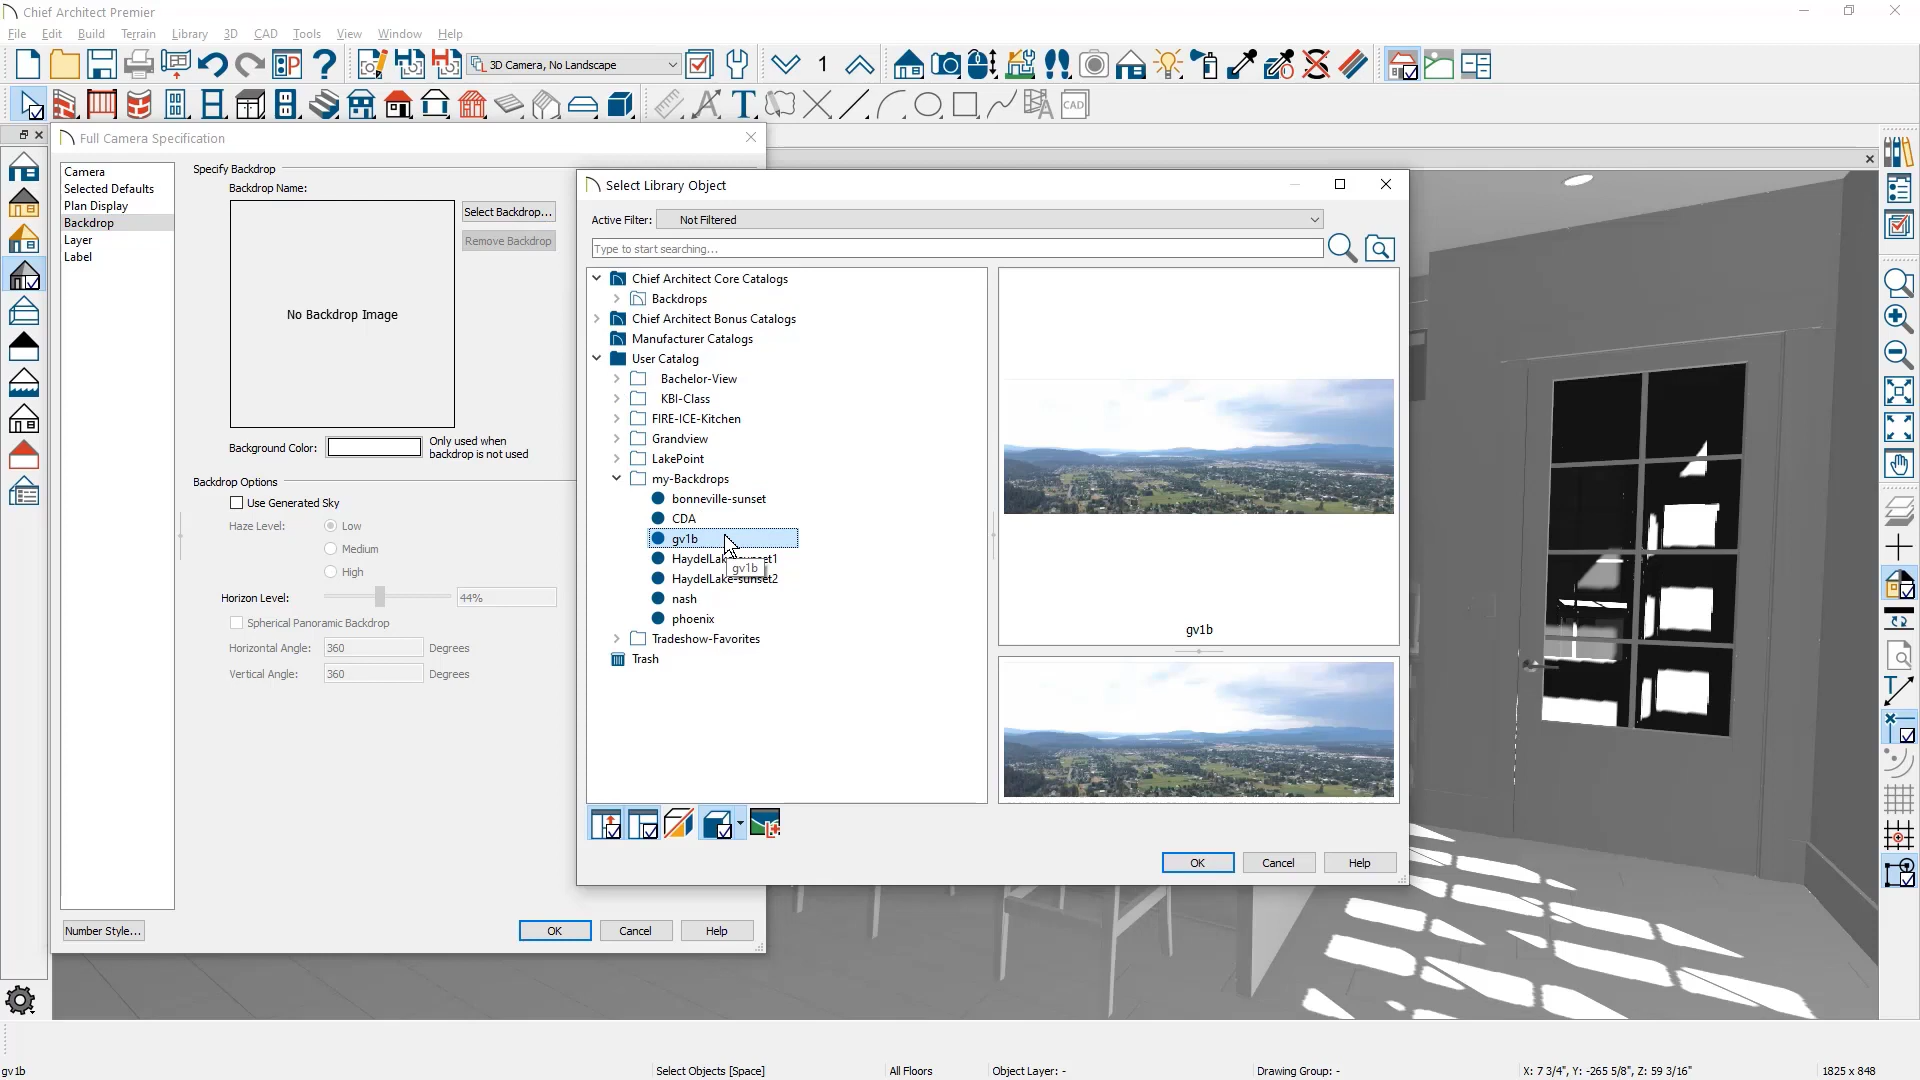 Chief Architect Premier
File Edit Build Terrain Library 3D CAD Tools View Window Help
3D Camera, No Landscape
1
CAD
Full Camera Specification
Camera
Selected Defaults
Plan Display
Backdrop
Layer
Label
Specify Backdrop
Backdrop Name:
No Backdrop Image
Select Backdrop...
Remove Backdrop
Background Color:
Only used when
backdrop is not used
Backdrop Options
Use Generated Sky
Haze Level:
Low
Medium
High
Horizon Level:
44%
Spherical Panoramic Backdrop
Horizontal Angle: 360 Degrees
Vertical Angle: 360 Degrees
Number Style...
OK
Cancel
Help
Select Library Object
Active Filter: Not Filtered
Type to start searching...
Chief Architect Core Catalogs
Backdrops
Chief Architect Bonus Catalogs
Manufacturer Catalogs
User Catalog
Bachelor-View
KBI-Class
FIRE-ICE-Kitchen
Grandview
LakePoint
my-Backdrops
bonneville-sunset
CDA
gv1b
HaydelLake-sunset1
gv1b
HaydelLake-sunset2
nash
phoenix
Tradeshow-Favorites
Trash
gv1b
OK
Cancel
Help
gv1b
Select Objects [Space]
All Floors
Object Layer: -
Drawing Group: -
X: 7 3/4", Y: -265 5/8", Z: 59 3/16"
1825 x 848